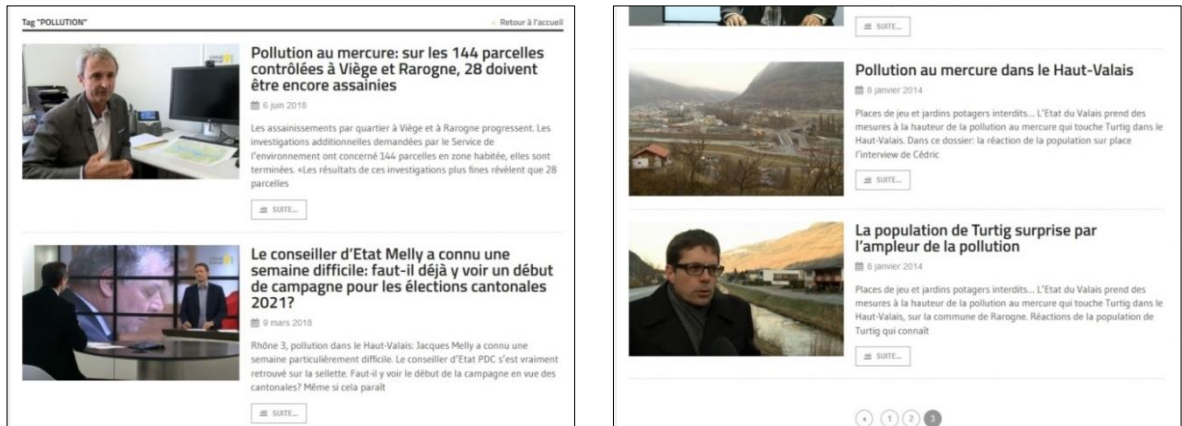 Tag "POLLUTION"
Retour à l'accueil
Pollution au mercure: sur les 144 parcelles
contrôlées à Viège et Rarogne, 28 doivent
être encore assainies
6 juin 2018
Les assainissements par quartier à Viège et à Rarogne progressent. Les
investigations additionnelles demandées par le Service de
l'environnement ont concerné 144 parcelles en zone habitée, elles sont
terminées. «Les résultats de ces investigations plus fines révèlent que 28
parcelles
SUITE...
Le conseiller d'Etat Melly a connu une
semaine difficile: faut-il déjà y voir un début
de campagne pour les élections cantonales
2021?
9 mars 2018
Rhône 3, pollution dans le Haut-Valais: Jacques Melly a connu une
semaine particulièrement difficile. Le conseiller d'Etat PDC s'est vraiment
retrouvé sur la sellette. Faut-il y voir le début de la campagne en vue des
cantonales? Même si cela paraît
SUITE...
SUITE...
Pollution au mercure dans le Haut-Valais
8 janvier 2014
Places de jeu et jardins potagers interdits... L'Etat du Valais prend des
mesures à la hauteur de la pollution au mercure qui touche Turtig dans le
Haut-Valais. Dans ce dossier: la réaction de la population sur place
l'interview de Cédric
SUITE...
La population de Turtig surprise par
l'ampleur de la pollution
8 janvier 2014
Places de jeu et jardins potagers interdits... L'Etat du Valais prend des
mesures à la hauteur de la pollution au mercure qui touche Turtig dans le
Haut-Valais, sur la commune de Rarogne. Réactions de la population de
Turtig qui connaît
SUITE...
1 2 3